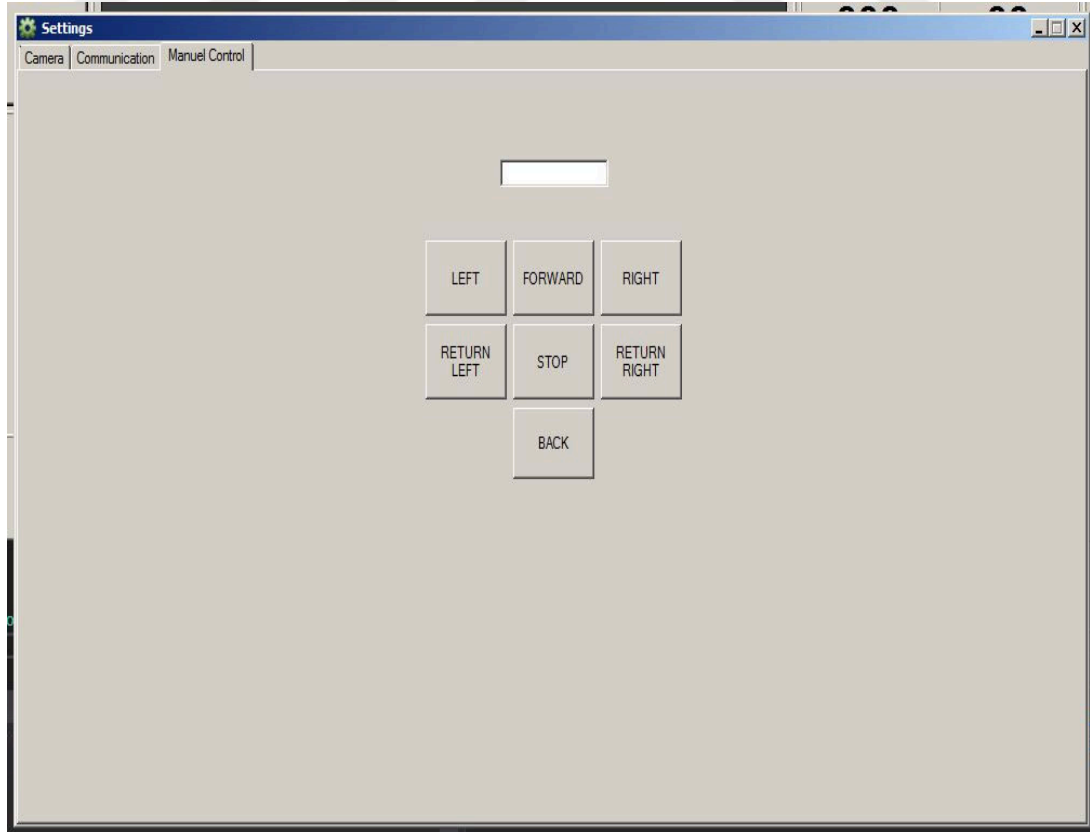 Settings
Camera Communication Manuel Control
LEFT FORWARD RIGHT
RETURN LEFT STOP RETURN RIGHT
BACK